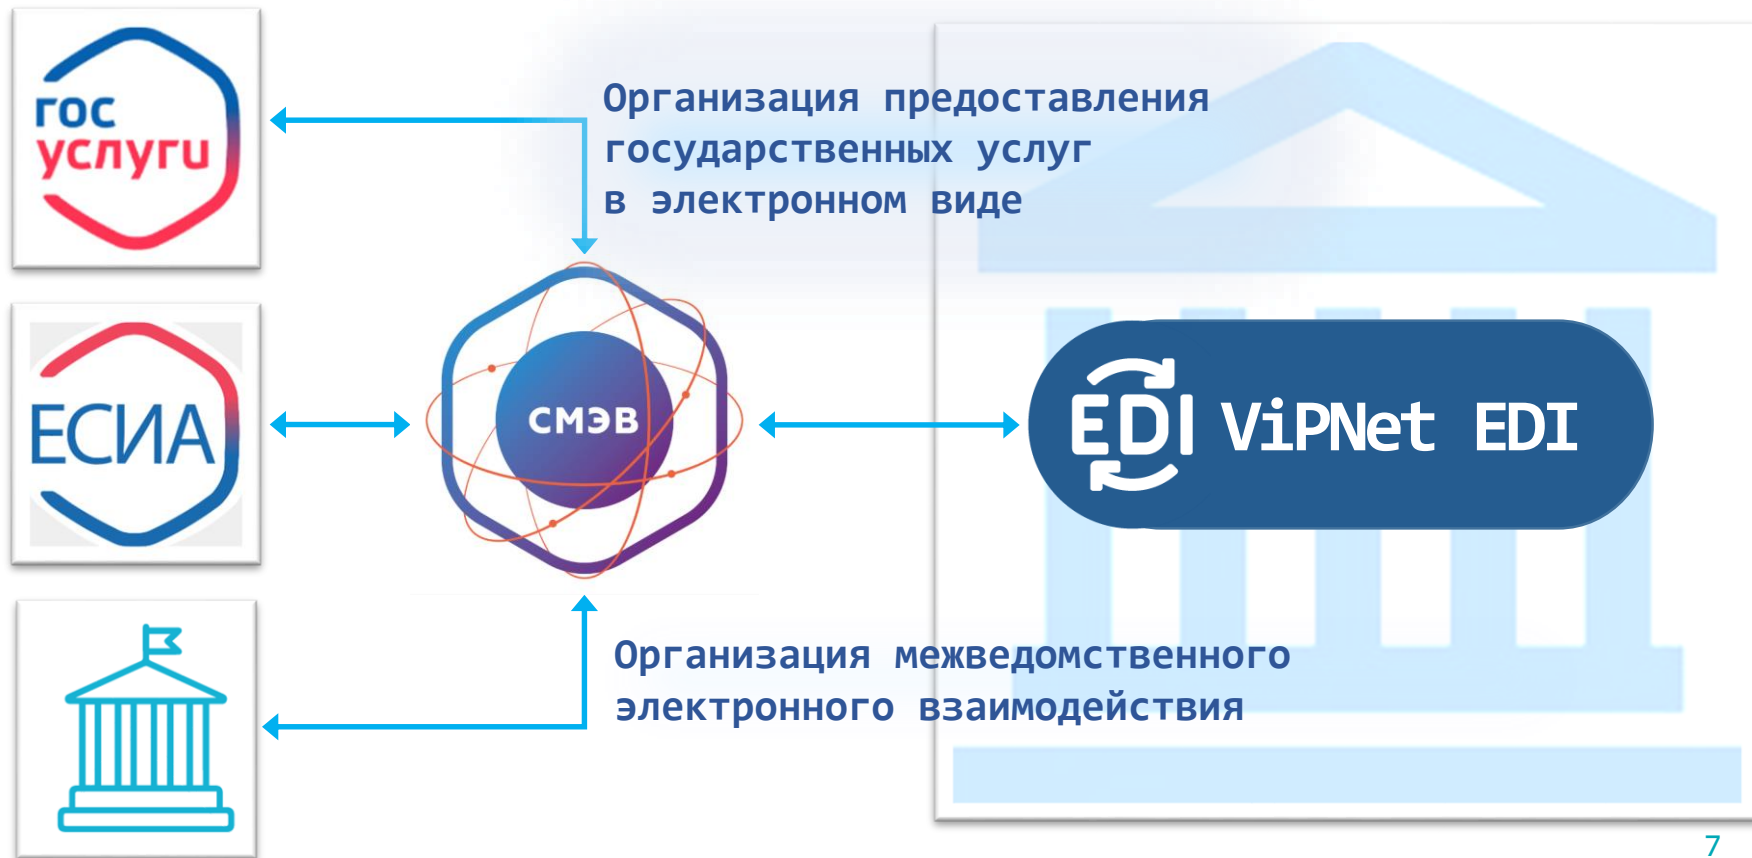 гос
услуги
Организация предоставления
государственных услуг
в электронном виде
ЕСИА
СМЭВ
EDI ViPNet EDI
Организация межведомственного
электронного взаимодействия
7